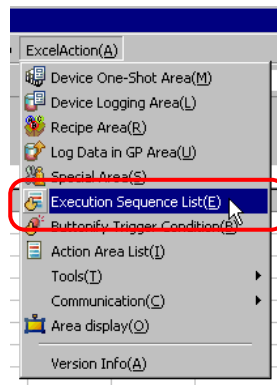 ExcelAction(A)
Device One-Shot Area(M)
Device Logging Area(L)
Recipe Area(R)
Log Data in GP Area(U)
Special Area(S)
Execution Sequence List(E)
Buttonify Trigger Condition(B)
Action Area List(I)
Tools(T)
Communication(C)
Area display(O)
Version Info(A)